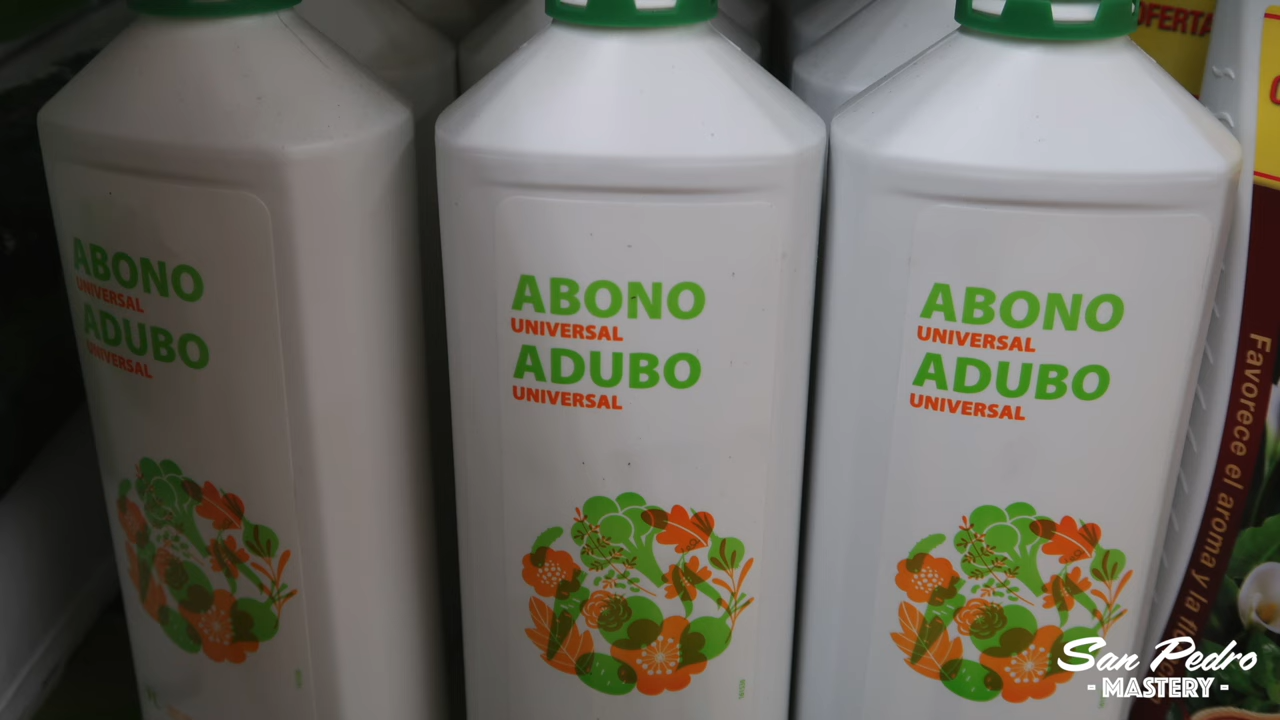 ABONO
UNIVERSAL
ADUBO
UNIVERSAL
ABONO
UNIVERSAL
ADUBO
UNIVERSAL
ABONO
UNIVERSAL
ADUBO
UNIVERSAL
OFERTA
Favorece el aroma y la
San Pedro
- MASTERY -